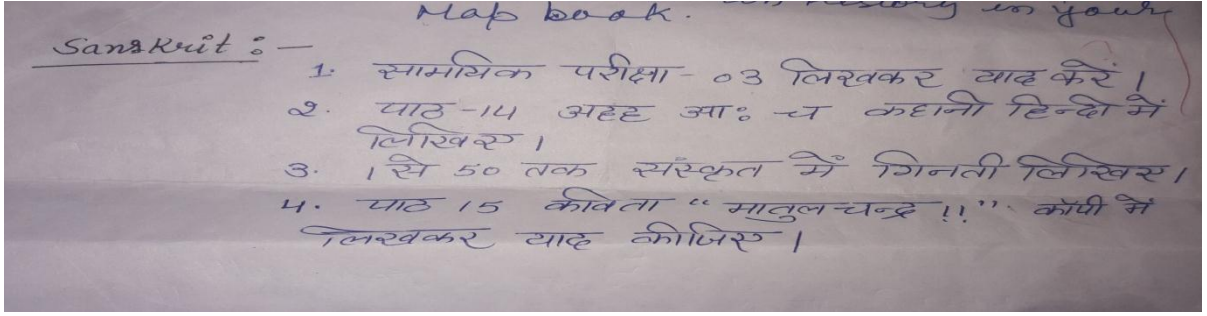 Map book. history in your
Sanskrit : —
1. सामयिक परीक्षा - 03 लिखकर याद करें।
2. पाठ -14 अहह आः च कहानी हिन्दी में
लिखिए।
3. 1 से 50 तक संस्कृत में गिनती लिखिए।
4. पाठ 15 कविता “मातुलचन्द्र !!” कॉपी में
लिखकर याद कीजिए।